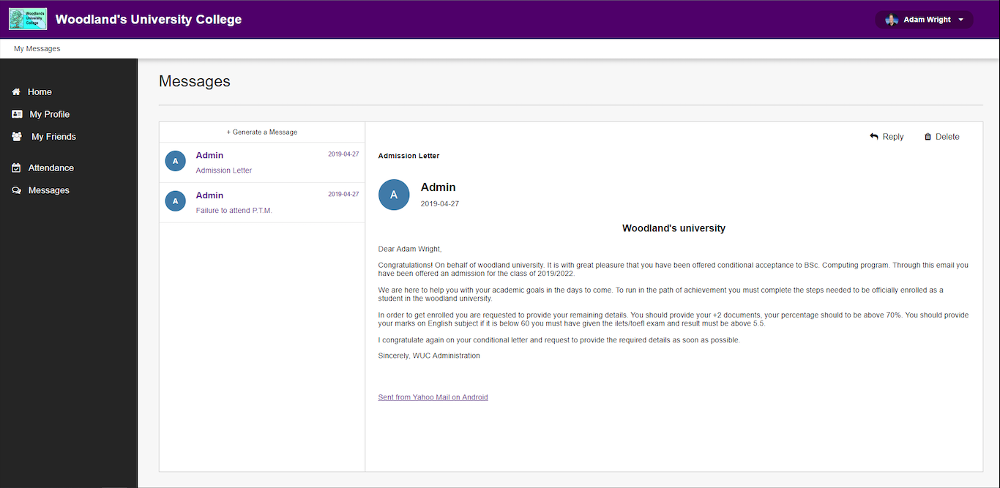 Woodlands
University
College
Woodland's University College
Adam Wright
My Messages
Home
My Profile
My Friends
Attendance
Messages
Messages
+ Generate a Message
A
Admin
2019-04-27
Admission Letter
A
Admin
2019-04-27
Failure to attend P.T.M.
Reply
Delete
Admission Letter
A
Admin
2019-04-27
Woodland's university
Dear Adam Wright,
Congratulations! On behalf of woodland university. It is with great pleasure that you have been offered conditional acceptance to BSc. Computing program. Through this email you
have been offered an admission for the class of 2019/2022.
We are here to help you with your academic goals in the days to come. To run in the path of achievement you must complete the steps needed to be officially enrolled as a
student in the woodland university.
In order to get enrolled you are requested to provide your remaining details. You should provide your +2 documents, your percentage should to be above 70%. You should provide
your marks on English subject if it is below 60 you must have given the ilets/toefl exam and result must be above 5.5.
I congratulate again on your conditional letter and request to provide the required details as soon as possible.
Sincerely, WUC Administration
Sent from Yahoo Mail on Android